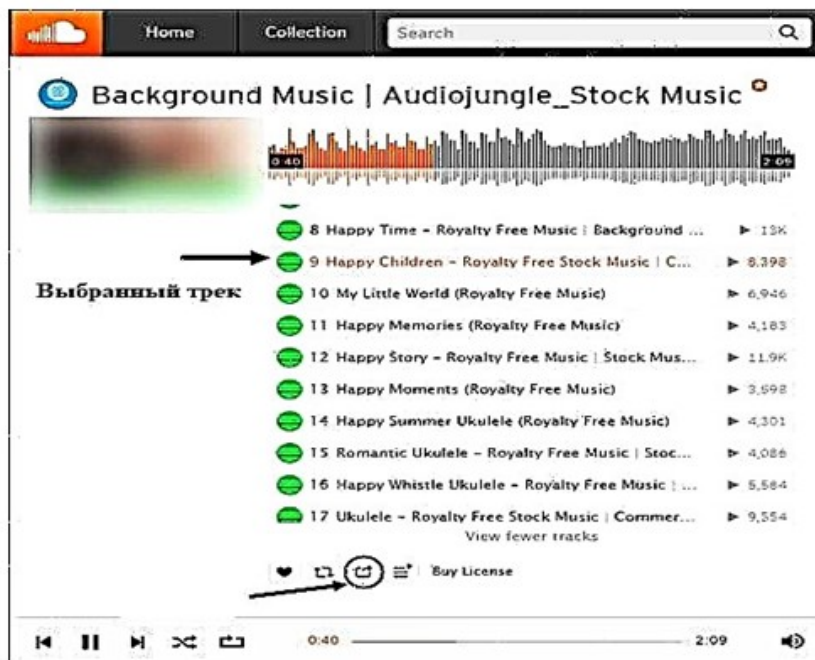 Home Collection Search
Background Music | Audiojungle_Stock Music
0:40 2:09
8 Happy Time - Royalty Free Music | Background ... 13K
9 Happy Children - Royalty Free Stock Music | C... 8,398
Выбранный трек
10 My Little World (Royalty Free Music) 6,946
11 Happy Memories (Royalty Free Music) 4,183
12 Happy Story - Royalty Free Music | Stock Mus... 11.9K
13 Happy Moments (Royalty Free Music) 3,598
14 Happy Summer Ukulele (Royalty Free Music) 4,301
15 Romantic Ukulele - Royalty Free Music | Stoc... 4,086
16 Happy Whistle Ukulele - Royalty Free Music | ... 5,584
17 Ukulele - Royalty Free Stock Music | Commer... 9,554
View fewer tracks
Buy License
0:40 2:09